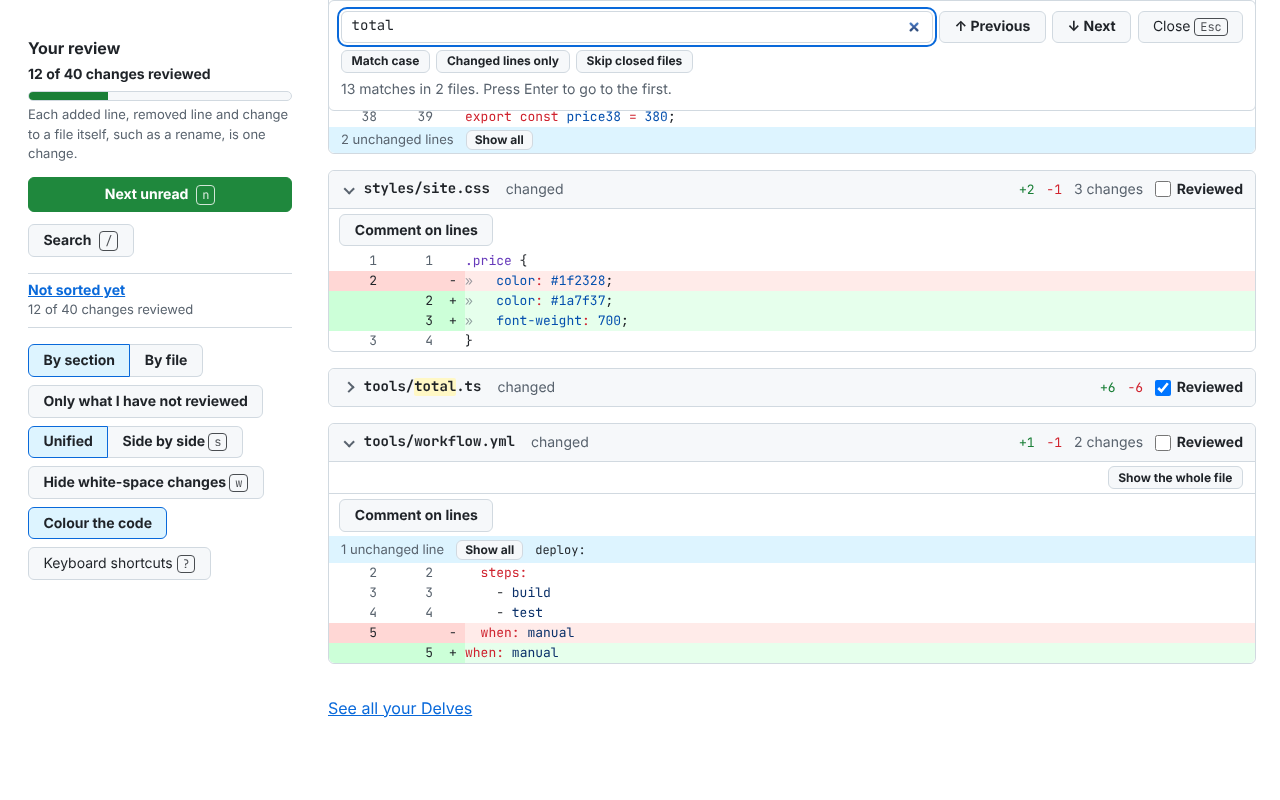 Your review
12 of 40 changes reviewed
Each added line, removed line and change
to a file itself, such as a rename, is one
change.
Next unread n
Search /
Not sorted yet
12 of 40 changes reviewed
By section By file
Only what I have not reviewed
Unified Side by side s
Hide white-space changes w
Colour the code
Keyboard shortcuts ?
total × ↑ Previous ↓ Next Close Esc
Match case Changed lines only Skip closed files
13 matches in 2 files. Press Enter to go to the first.
38 39 export const price38 = 380;
2 unchanged lines Show all
styles/site.css changed +2 -1 3 changes Reviewed
Comment on lines
1 1 .price {
2 - » color: #1f2328;
2 + » color: #1a7f37;
3 + » font-weight: 700;
3 4 }
tools/total.ts changed +6 -6 Reviewed
tools/workflow.yml changed +1 -1 2 changes Reviewed
Show the whole file
Comment on lines
1 unchanged line Show all deploy:
2 2 steps:
3 3 - build
4 4 - test
5 - when: manual
5 + when: manual
See all your Delves